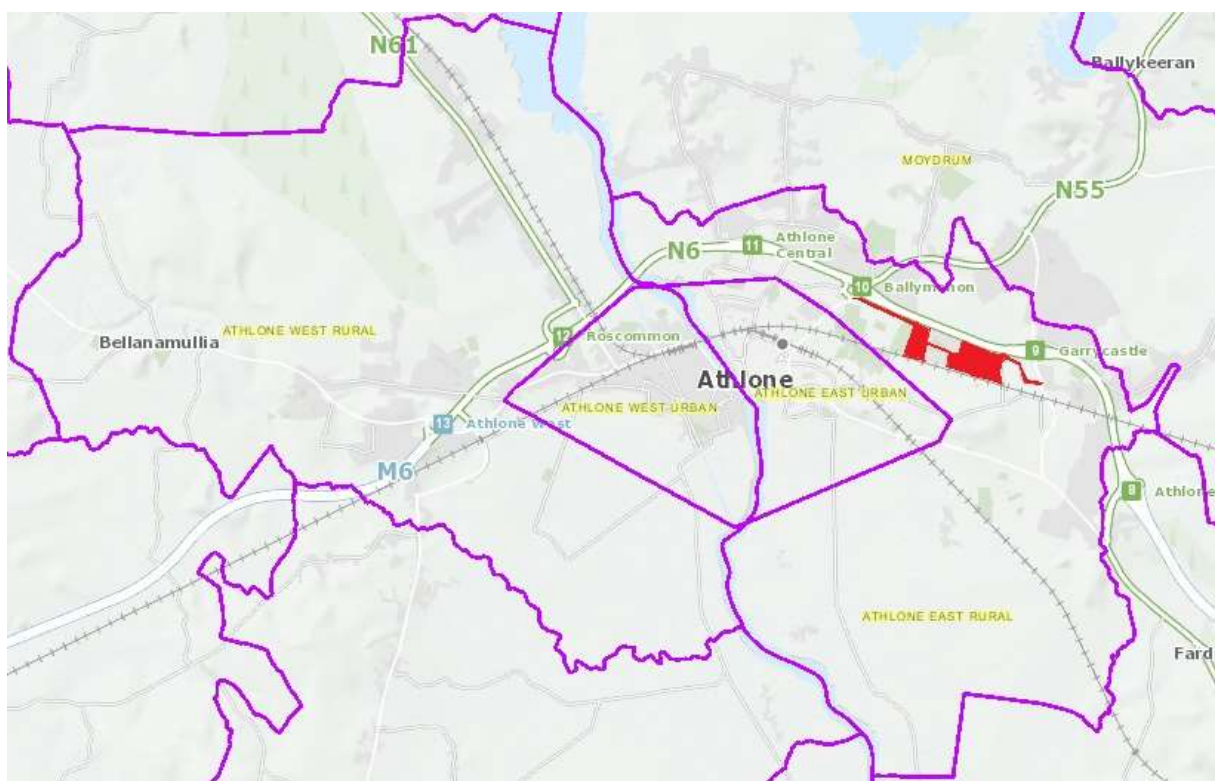 N61
Ballykeeran
MOYDRUM
N55
N6
11
Athlone
Central
10
Ballymahon
ATHLONE WEST RURAL
Bellanamullia
12
Roscommon
9
Garrycastle
Athlone
ATHLONE EAST URBAN
ATHLONE WEST URBAN
13
Athlone West
M6
8
Athlone
ATHLONE EAST RURAL
Fard